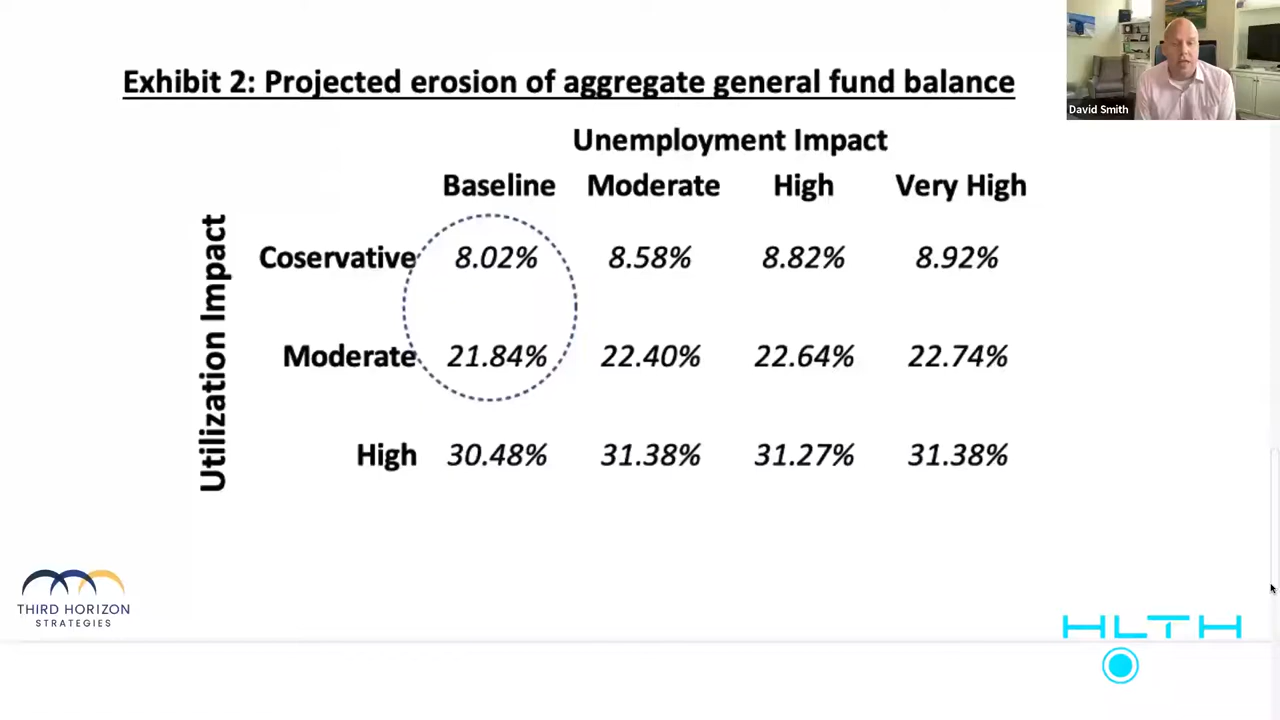 Exhibit 2: Projected erosion of aggregate general fund balance
David Smith
Unemployment Impact
Baseline Moderate High Very High
Utilization Impact
Coservative 8.02% 8.58% 8.82% 8.92%
Moderate 21.84% 22.40% 22.64% 22.74%
High 30.48% 31.38% 31.27% 31.38%
THIRD HORIZON
STRATEGIES
HLTH